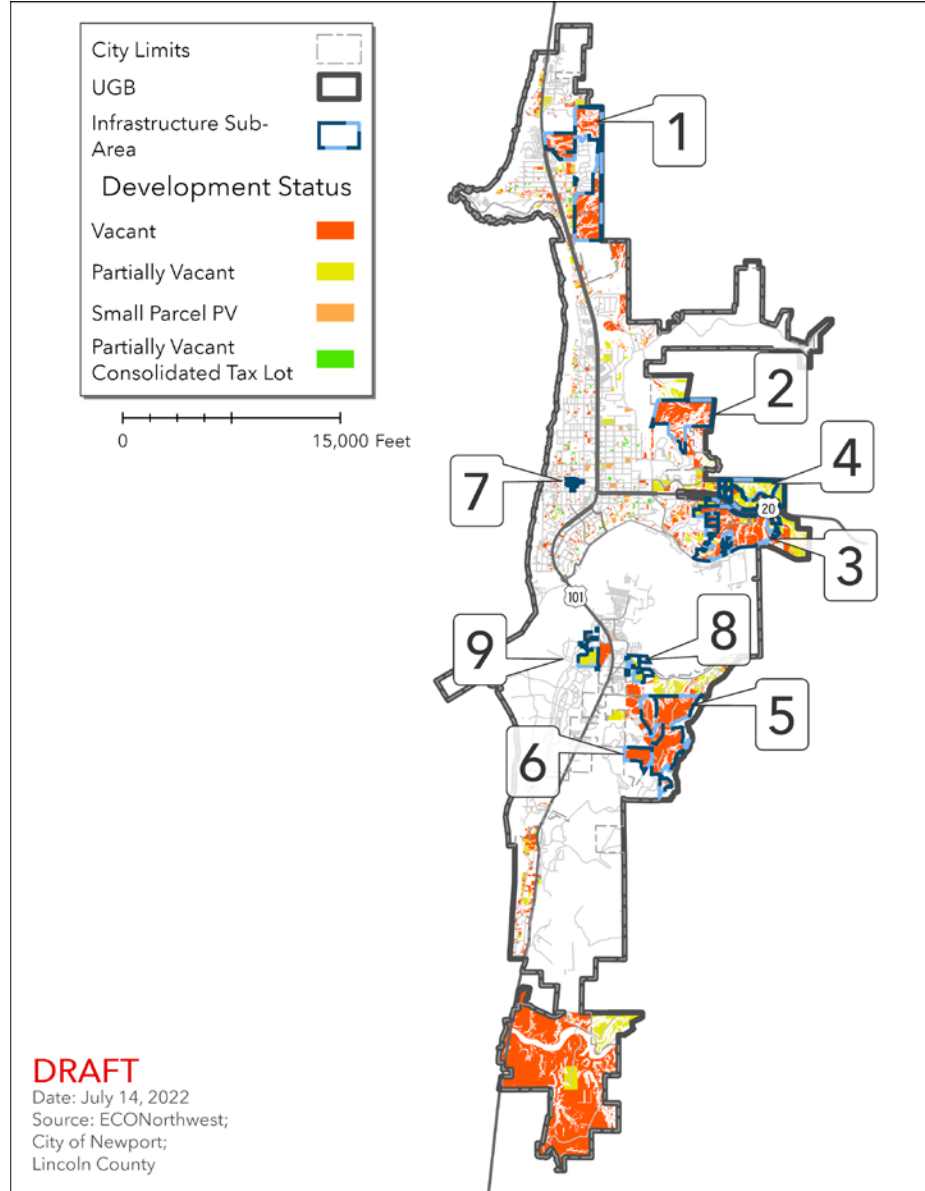 City Limits
UGB
Infrastructure Sub-
Area
Development Status
Vacant
Partially Vacant
Small Parcel PV
Partially Vacant
Consolidated Tax Lot
0 15,000 Feet
1
2
4
7
20
3
101
9
8
5
6
DRAFT
Date: July 14, 2022
Source: ECONorthwest;
City of Newport;
Lincoln County